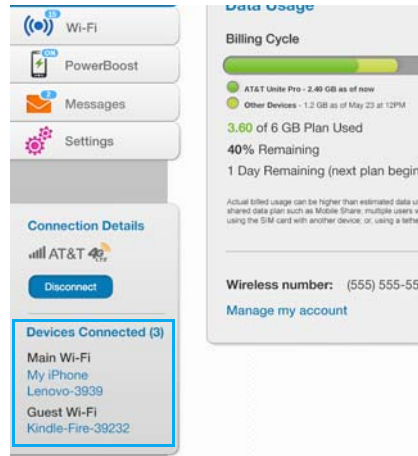 15
Wi-Fi
ON
PowerBoost
2
Messages
Settings
Connection Details
AT&T 4G LTE
Disconnect
Devices Connected (3)
Main Wi-Fi
My iPhone
Lenovo-3939
Guest Wi-Fi
Kindle-Fire-39232
Data Usage
Billing Cycle
AT&T Unite Pro - 2.40 GB as of now
Other Devices - 1.2 GB as of May 23 at 12PM
3.60 of 6 GB Plan Used
40% Remaining
1 Day Remaining (next plan begin
Actual billed usage can be higher than estimated data u
shared data plan such as Mobile Share, multiple users
using the SIM card with another device; or, using a tethe
Wireless number: (555) 555-55
Manage my account